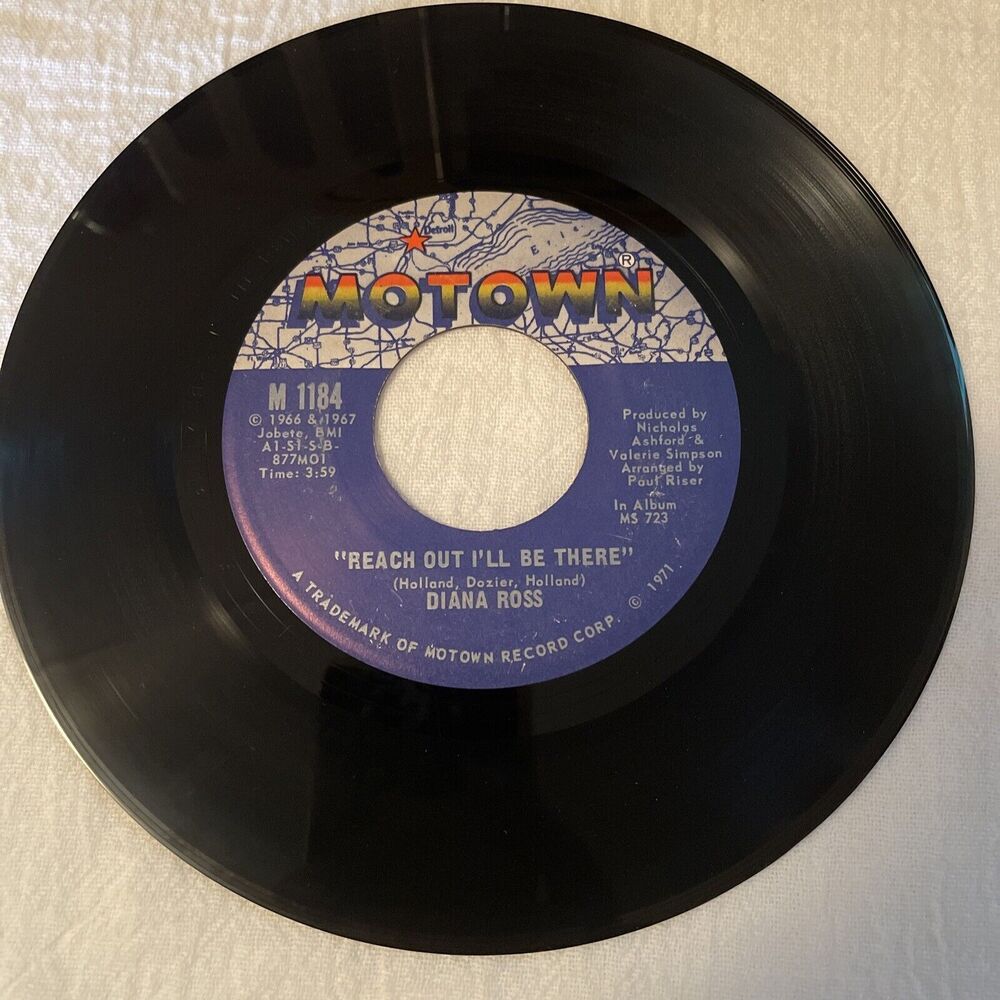 Detroit
Erie
MOTOWN®
M 1184
© 1966 & 1967
Jobete, BMI
A1-S1-S-B-
877M01
Time: 3:59
Produced by
Nicholas
Ashford &
Valerie Simpson
Arranged by
Paul Riser
In Album
MS 723
"REACH OUT I'LL BE THERE"
(Holland, Dozier, Holland)
DIANA ROSS
A TRADEMARK OF MOTOWN RECORD CORP. © 1971